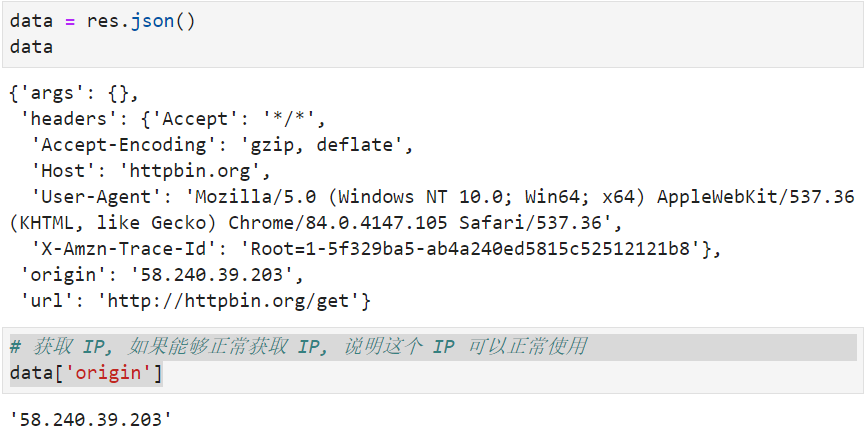 data = res.json()
data
{'args': {},
 'headers': {'Accept': '*/*',
  'Accept-Encoding': 'gzip, deflate',
  'Host': 'httpbin.org',
  'User-Agent': 'Mozilla/5.0 (Windows NT 10.0; Win64; x64) AppleWebKit/537.36
(KHTML, like Gecko) Chrome/84.0.4147.105 Safari/537.36',
  'X-Amzn-Trace-Id': 'Root=1-5f329ba5-ab4a240ed5815c52512121b8'},
 'origin': '58.240.39.203',
 'url': 'http://httpbin.org/get'}
# 获取 IP, 如果能够正常获取 IP, 说明这个 IP 可以正常使用
data['origin']
'58.240.39.203'